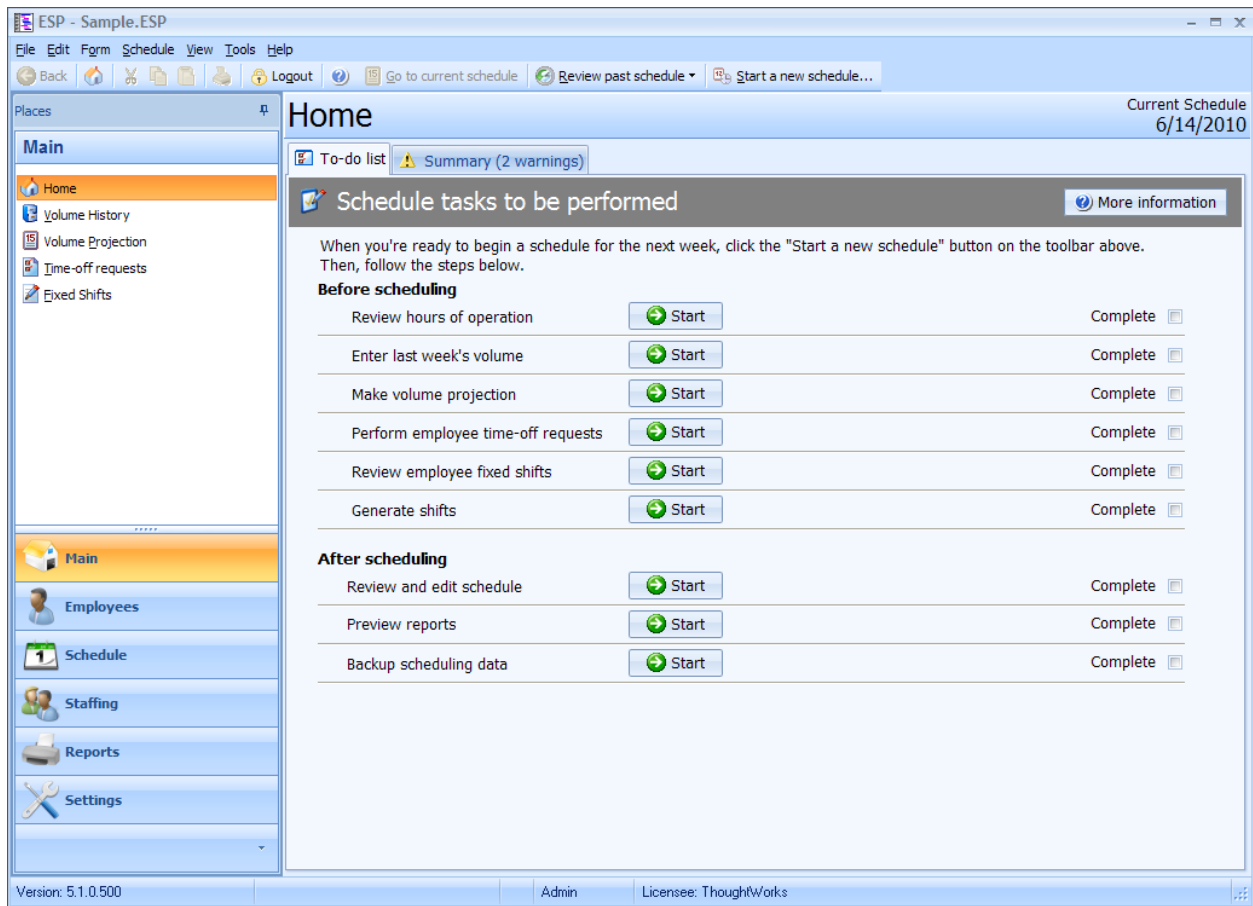 ESP - Sample.ESP
File Edit Form Schedule View Tools Help
Back Logout Go to current schedule Review past schedule Start a new schedule...
Places
Main
Home
Volume History
Volume Projection
Time-off requests
Fixed Shifts
Main
Employees
Schedule
Staffing
Reports
Settings
Home
Current Schedule
6/14/2010
To-do list Summary (2 warnings)
Schedule tasks to be performed More information
When you're ready to begin a schedule for the next week, click the "Start a new schedule" button on the toolbar above.
Then, follow the steps below.
Before scheduling
Review hours of operation Start Complete
Enter last week's volume Start Complete
Make volume projection Start Complete
Perform employee time-off requests Start Complete
Review employee fixed shifts Start Complete
Generate shifts Start Complete
After scheduling
Review and edit schedule Start Complete
Preview reports Start Complete
Backup scheduling data Start Complete
Version: 5.1.0.500 Admin Licensee: ThoughtWorks